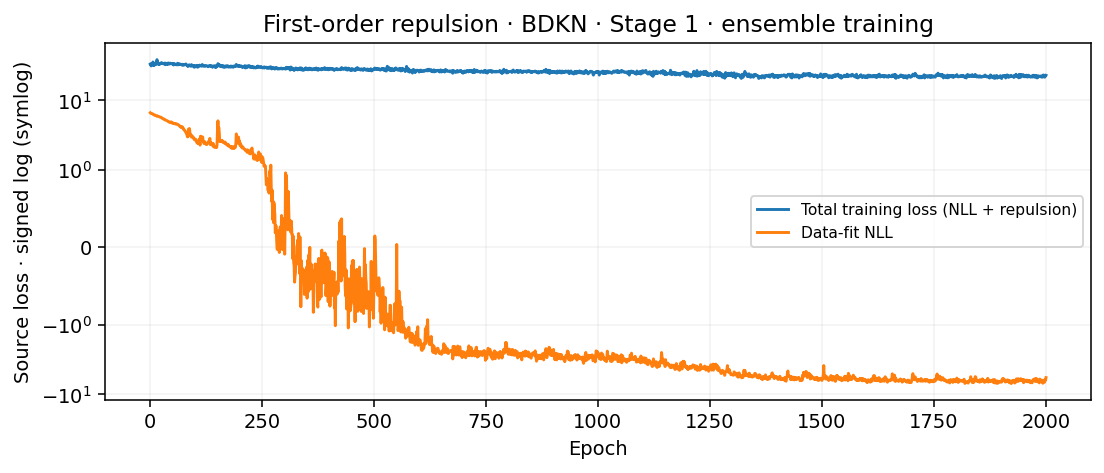 First-order repulsion · BDKN · Stage 1 · ensemble training
Source loss · signed log (symlog)
10¹
10⁰
0
−10⁰
−10¹
Total training loss (NLL + repulsion)
Data-fit NLL
0 250 500 750 1000 1250 1500 1750 2000
Epoch